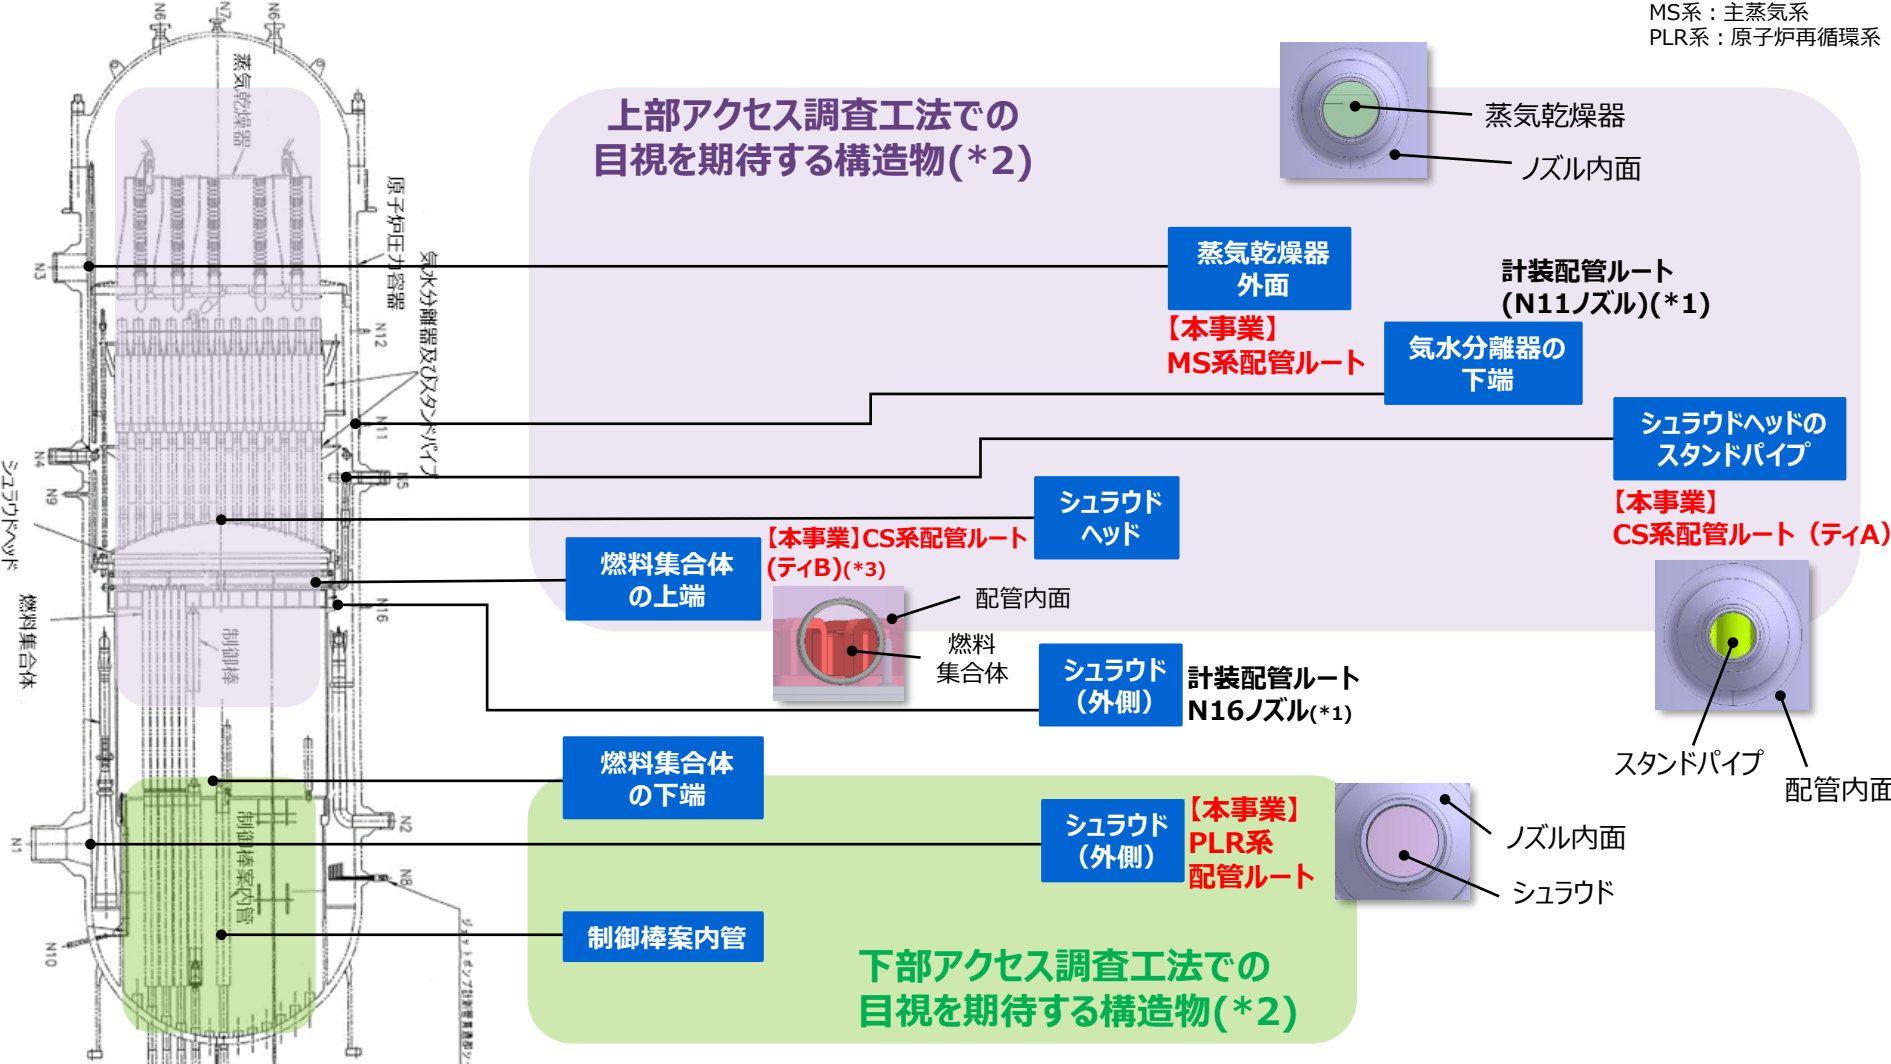 MS系：主蒸気系
PLR系：原子炉再循環系
上部アクセス調査工法での
目視を期待する構造物(*2)
蒸気乾燥器
ノズル内面
蒸気乾燥器
外面
【本事業】
MS系配管ルート
計装配管ルート
(N11ノズル)(*1)
気水分離器の
下端
シュラウドヘッドの
スタンドパイプ
【本事業】
CS系配管ルート（ティA）
シュラウド
ヘッド
【本事業】CS系配管ルート
(ティB)(*3)
燃料集合体
の上端
配管内面
燃料
集合体
シュラウド
（外側）
計装配管ルート
N16ノズル(*1)
スタンドパイプ
配管内面
燃料集合体
の下端
シュラウド
（外側）
【本事業】
PLR系
配管ルート
ノズル内面
シュラウド
制御棒案内管
下部アクセス調査工法での
目視を期待する構造物(*2)
N6
N7
N6
蒸気乾燥器
原子炉圧力容器
気水分離器及びスタンドパイプ
N3
N12
N11
N4
N5
N9
シュラウドヘッド
N16
燃料集合体
制御棒
N2
N1
制御棒案内管
N8
N10